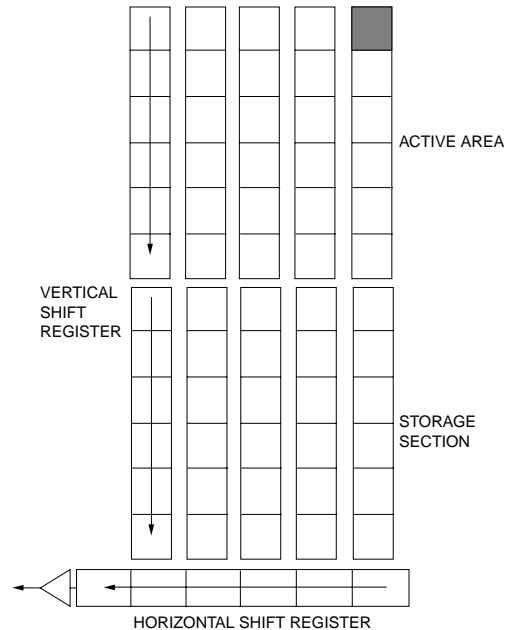 ACTIVE AREA
VERTICAL
SHIFT
REGISTER
STORAGE
SECTION
HORIZONTAL SHIFT REGISTER